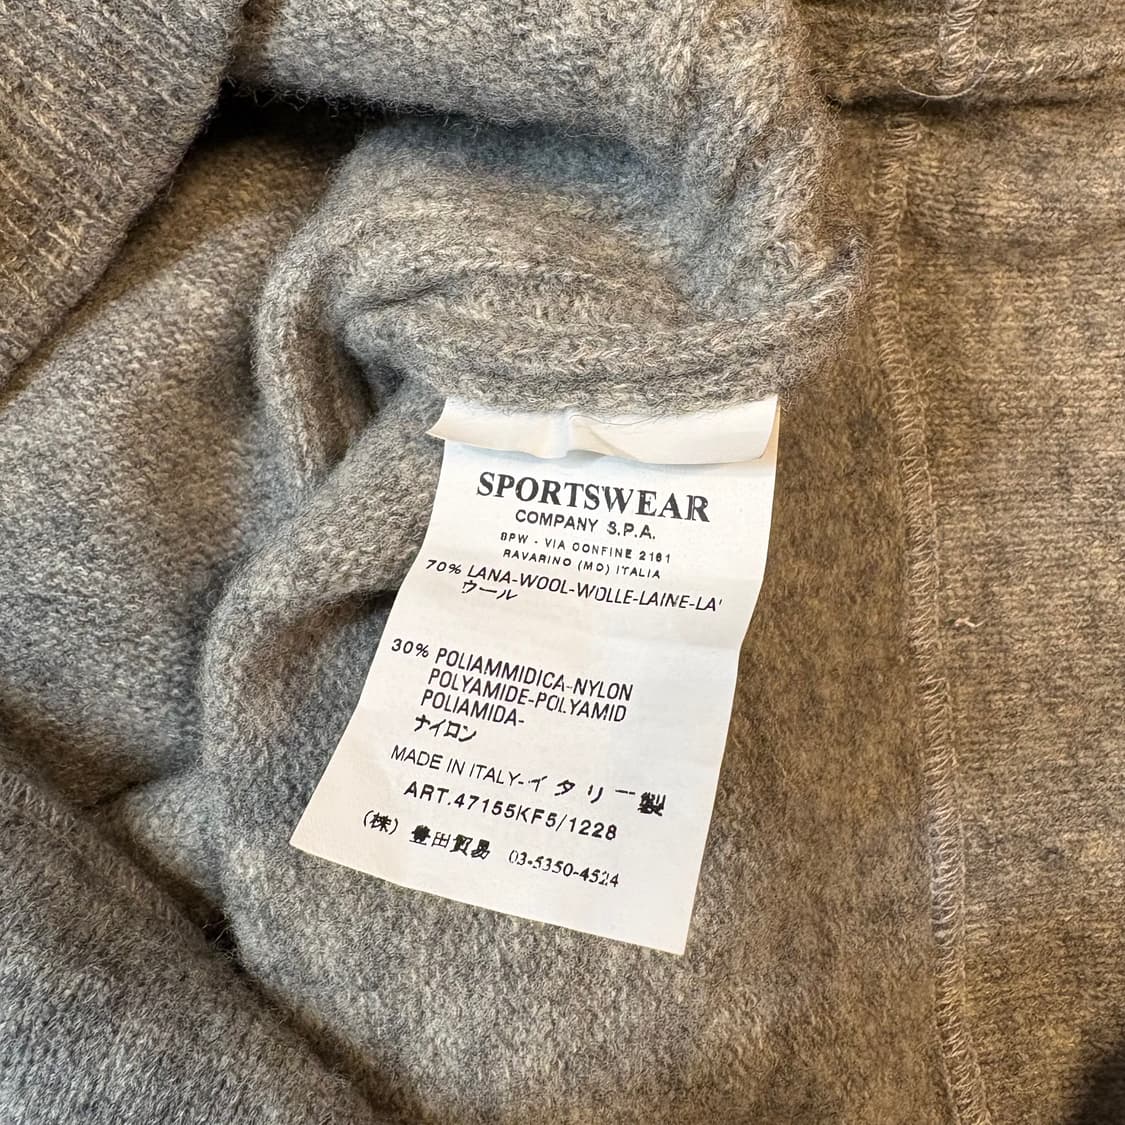 SPORTSWEAR
COMPANY S.P.A.
SPW - VIA CONFINE 2161
RAVARINO (MO) ITALIA
70% LANA-WOOL-WOLLE-LAINE-LA'
ウール
30% POLIAMMIDICA-NYLON
POLYAMIDE-POLYAMID
POLIAMIDA-
ナイロン
MADE IN ITALY-イタリー製
ART.47155KF5/1228
(株) 豊田貿易 03-5350-4524